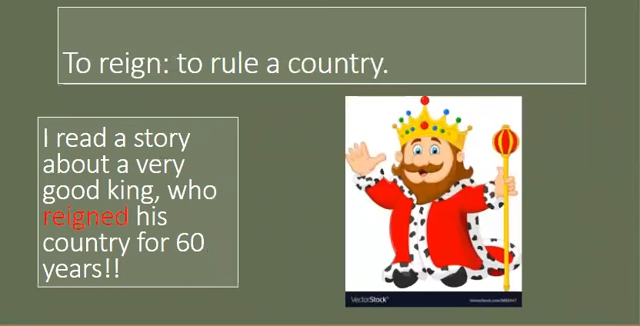 To reign: to rule a country.
I read a story
about a very
good king, who
reigned his
country for 60
years!!
VectorStock®